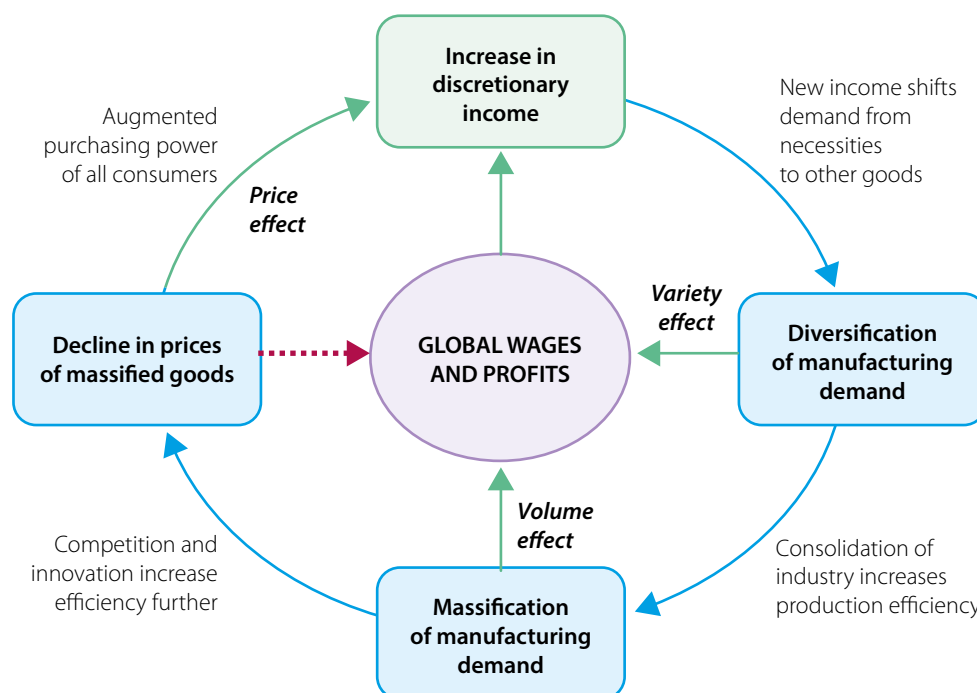 Increase in
discretionary
income
New income shifts
demand from
necessities
to other goods
Augmented
purchasing power
of all consumers
Price
effect
Variety
effect
Decline in prices
of massified goods
GLOBAL WAGES
AND PROFITS
Diversification
of manufacturing
demand
Volume
effect
Competition and
innovation increase
efficiency further
Consolidation of
industry increases
production efficiency
Massification
of manufacturing
demand